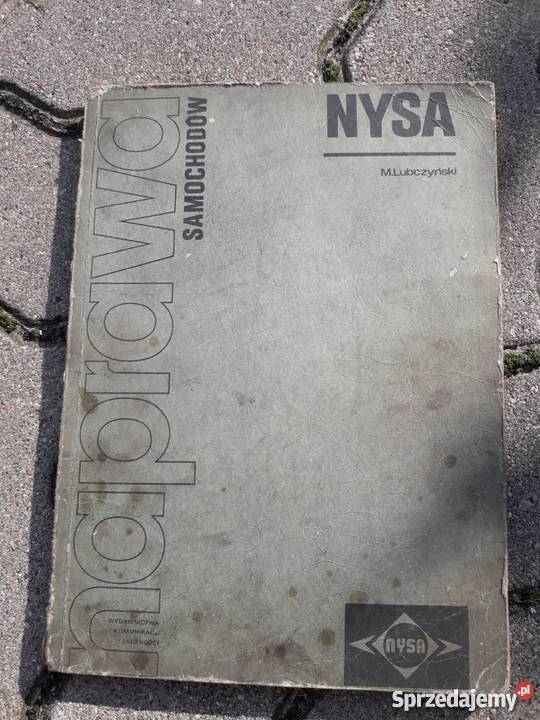 NYSA
M.Lubczyński
naprawa
SAMOCHODÓW
WYDAWNICTWA
KOMUNIKACJI
I ŁĄCZNOŚCI
NYSA
Sprzedajemy.pl